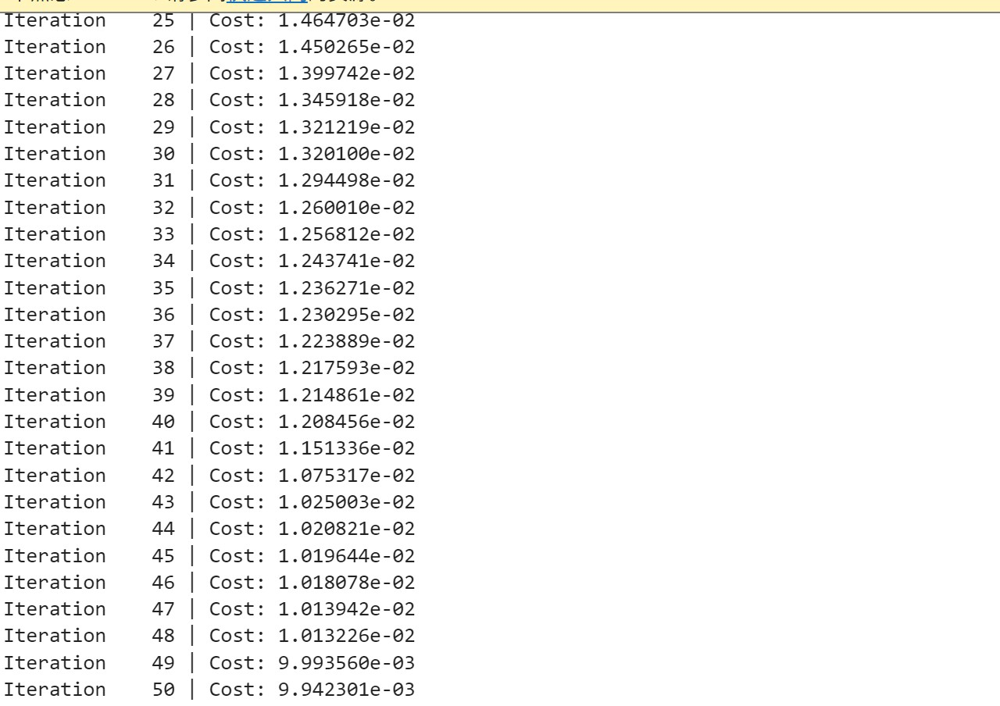 Iteration    25 | Cost: 1.464703e-02
Iteration    26 | Cost: 1.450265e-02
Iteration    27 | Cost: 1.399742e-02
Iteration    28 | Cost: 1.345918e-02
Iteration    29 | Cost: 1.321219e-02
Iteration    30 | Cost: 1.320100e-02
Iteration    31 | Cost: 1.294498e-02
Iteration    32 | Cost: 1.260010e-02
Iteration    33 | Cost: 1.256812e-02
Iteration    34 | Cost: 1.243741e-02
Iteration    35 | Cost: 1.236271e-02
Iteration    36 | Cost: 1.230295e-02
Iteration    37 | Cost: 1.223889e-02
Iteration    38 | Cost: 1.217593e-02
Iteration    39 | Cost: 1.214861e-02
Iteration    40 | Cost: 1.208456e-02
Iteration    41 | Cost: 1.151336e-02
Iteration    42 | Cost: 1.075317e-02
Iteration    43 | Cost: 1.025003e-02
Iteration    44 | Cost: 1.020821e-02
Iteration    45 | Cost: 1.019644e-02
Iteration    46 | Cost: 1.018078e-02
Iteration    47 | Cost: 1.013942e-02
Iteration    48 | Cost: 1.013226e-02
Iteration    49 | Cost: 9.993560e-03
Iteration    50 | Cost: 9.942301e-03